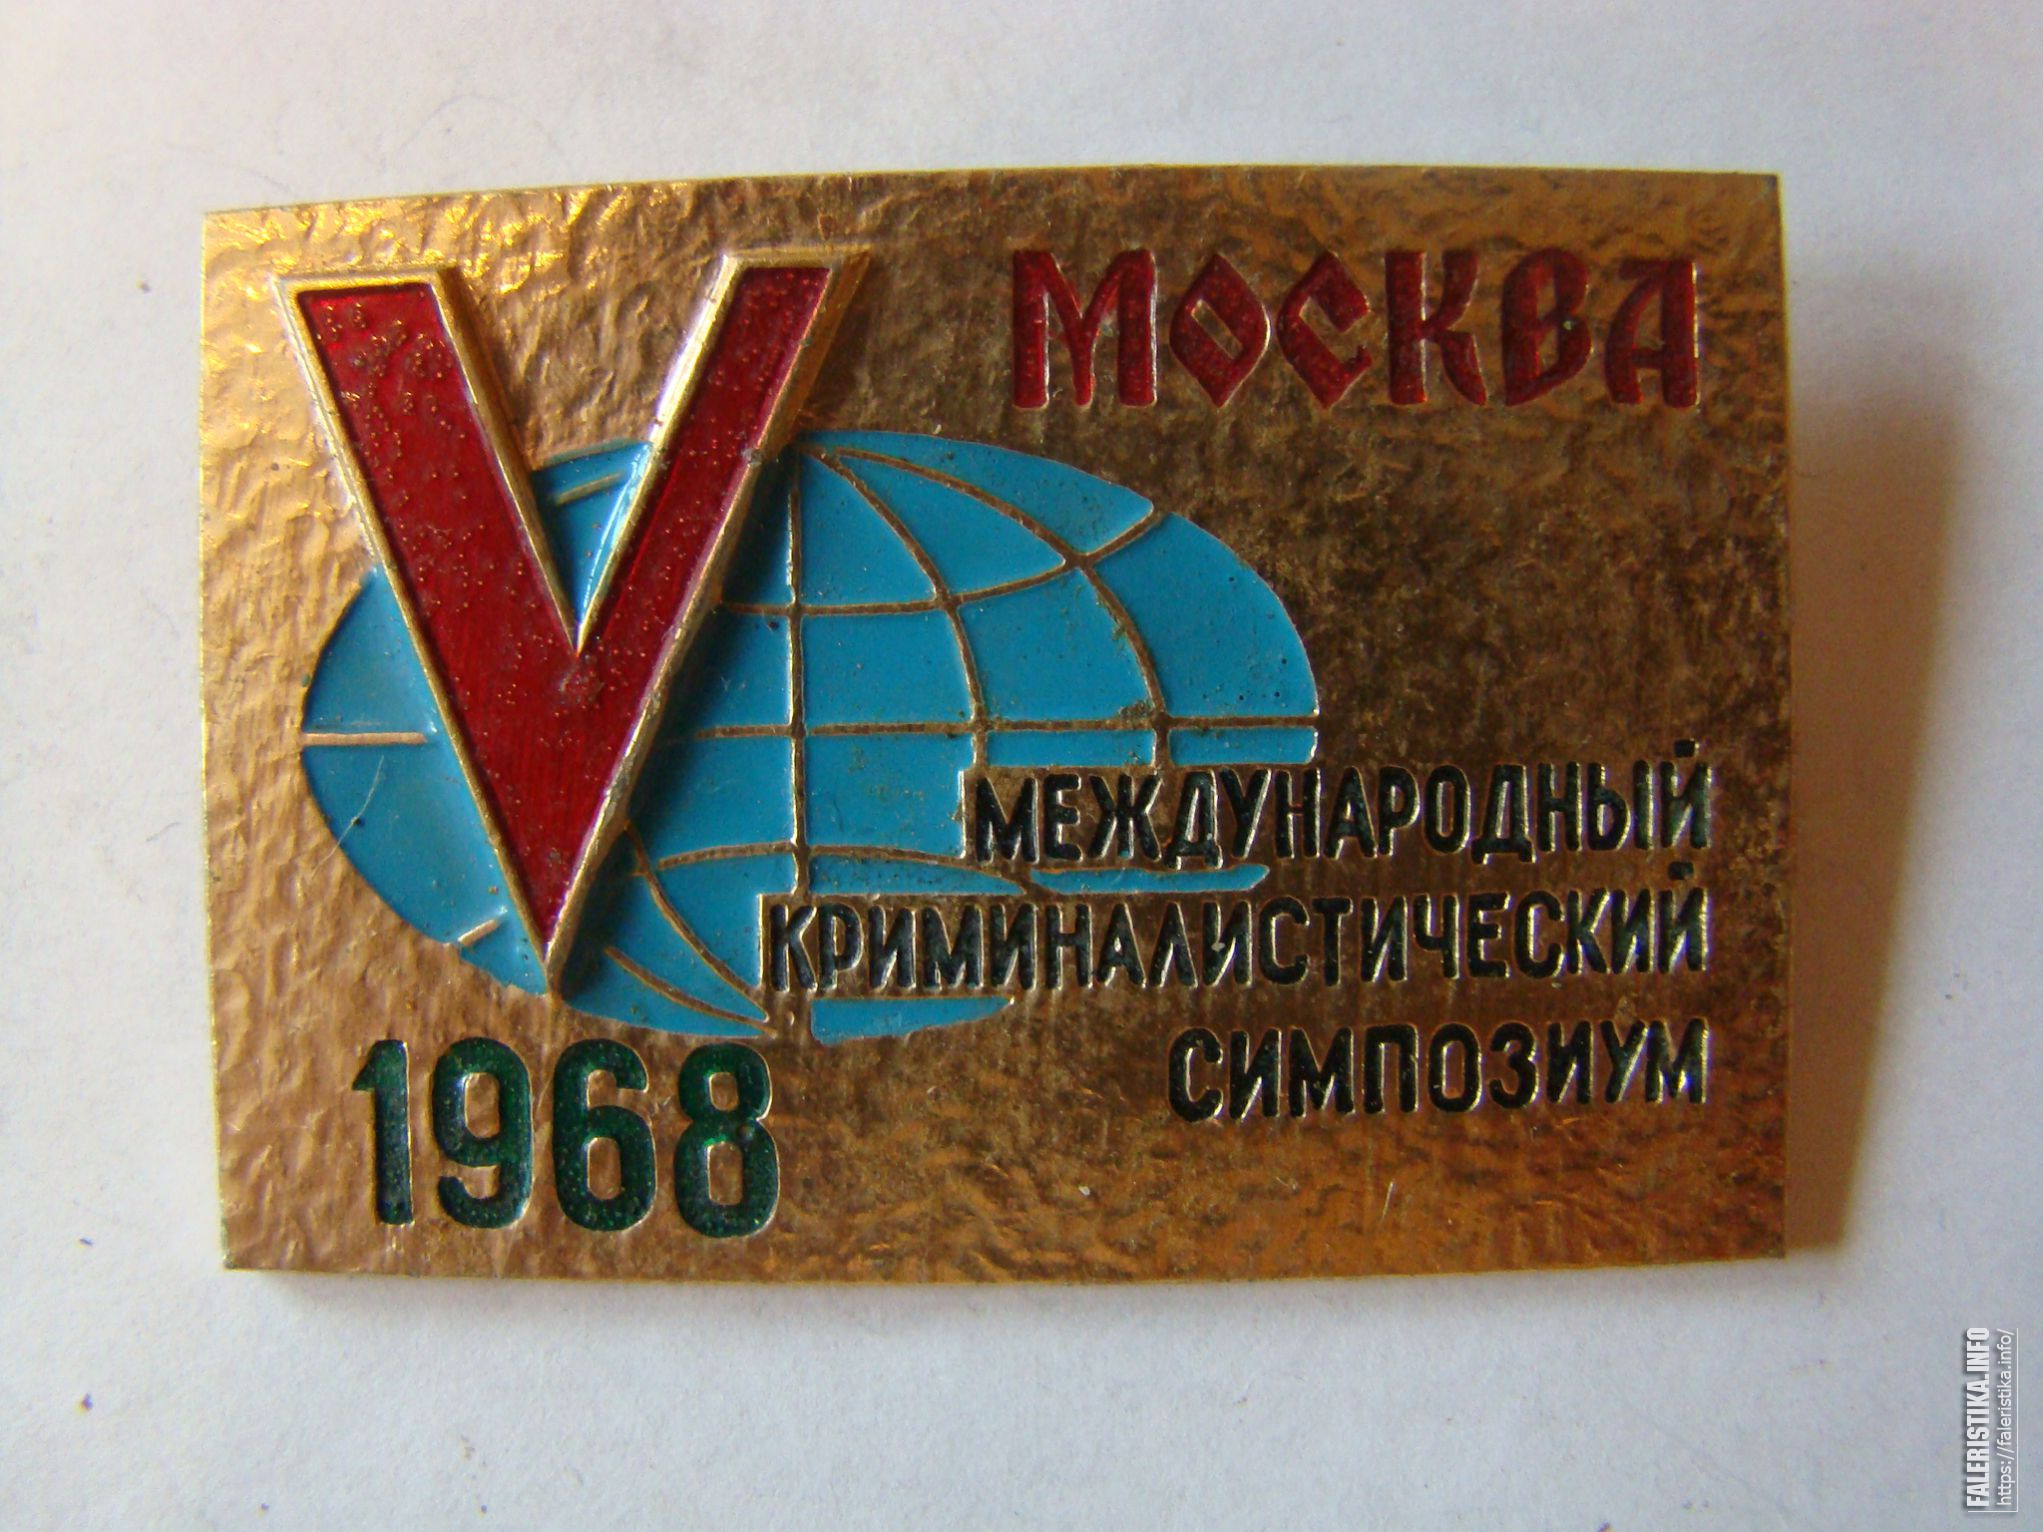 V
МОСКВА
МЕЖДУНАРОДНЫЙ
КРИМИНАЛИСТИЧЕСКИЙ
СИМПОЗИУМ
1968
FALERISTIKA.INFO
https://faleristika.info/